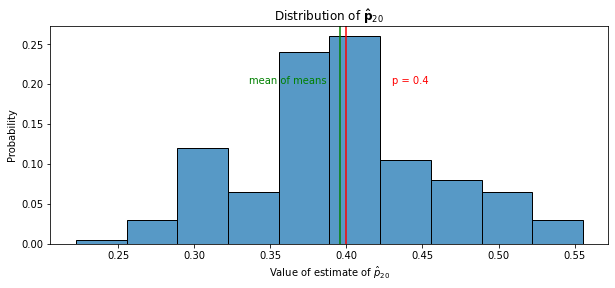 Distribution of p̂₂₀
Probability
0.25
0.20
0.15
0.10
0.05
0.00
mean of means
p = 0.4
0.25 0.30 0.35 0.40 0.45 0.50 0.55
Value of estimate of p̂₂₀